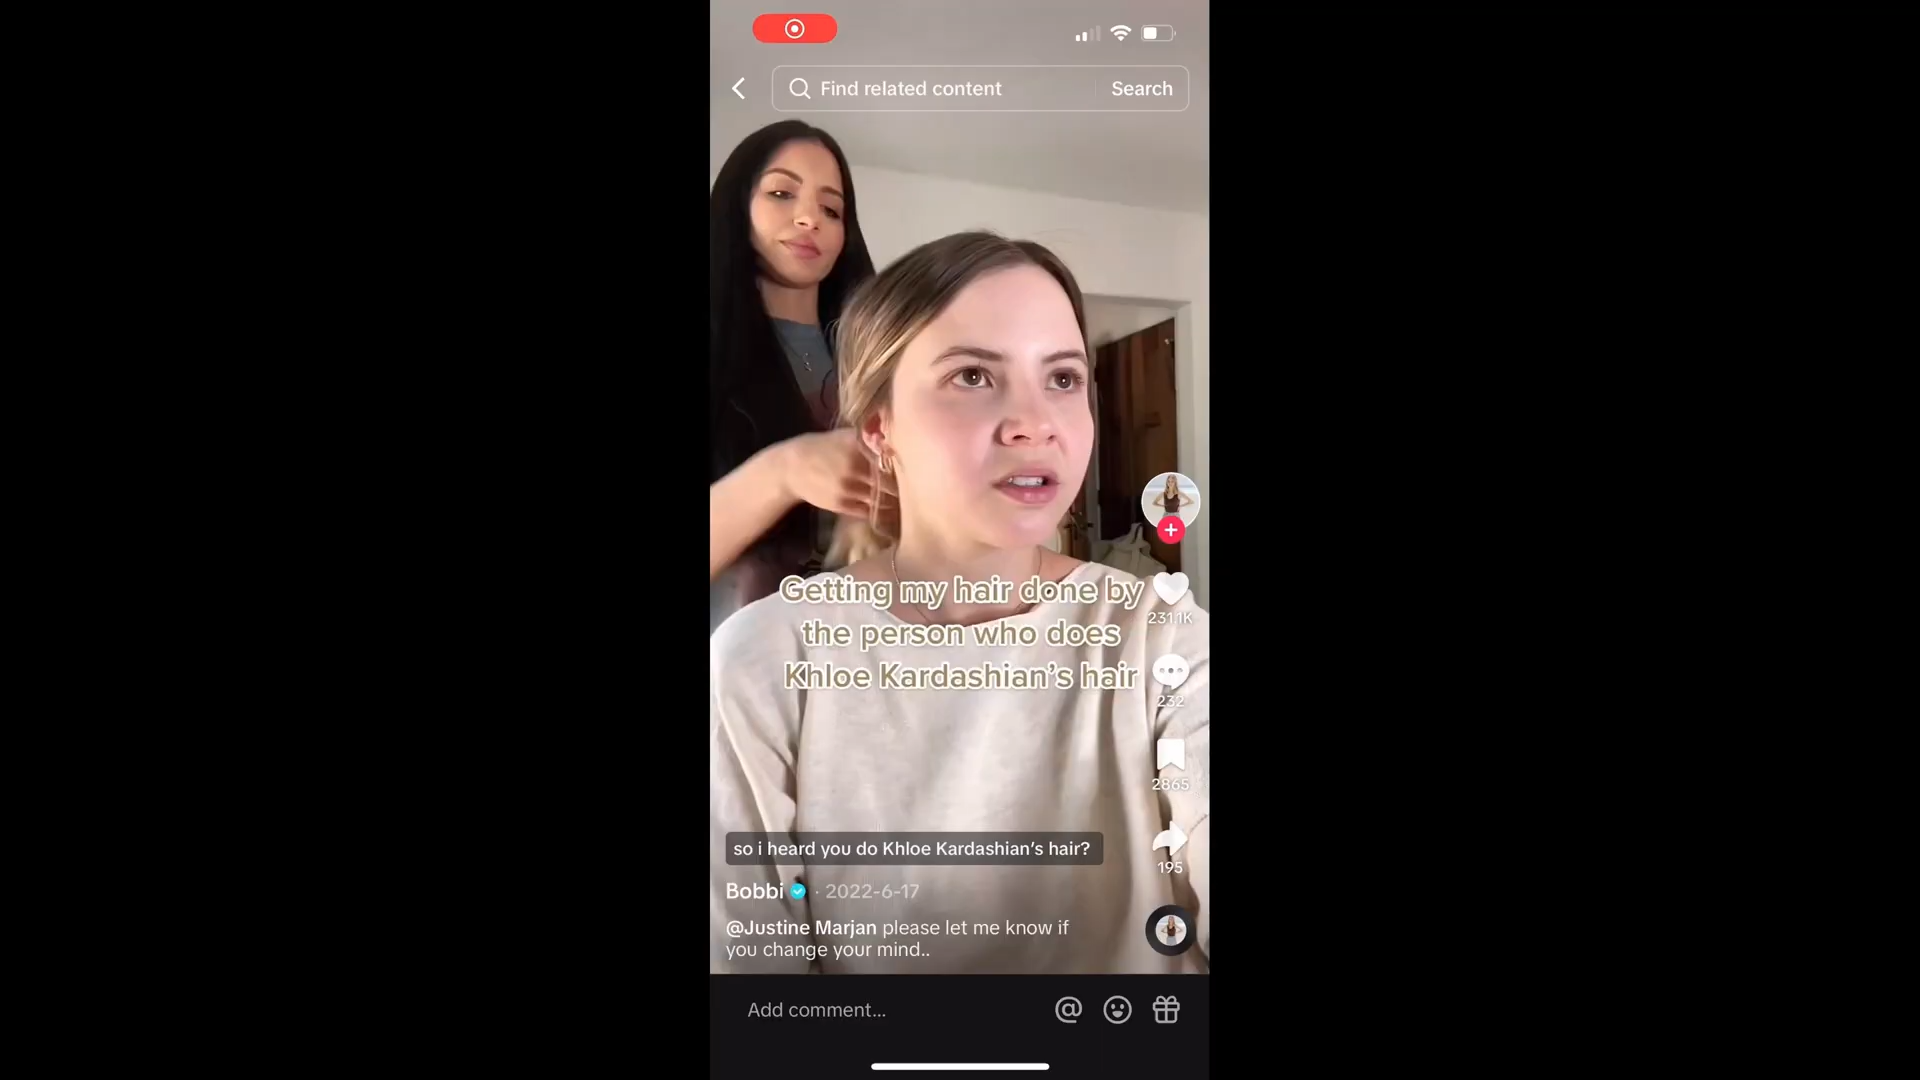 Find related content
Search
Getting my hair done by
the person who does
Khloe Kardashian's hair
231.1K
232
2865
195
so i heard you do Khloe Kardashian's hair?
Bobbi · 2022-6-17
@Justine Marjan please let me know if
you change your mind..
Add comment...